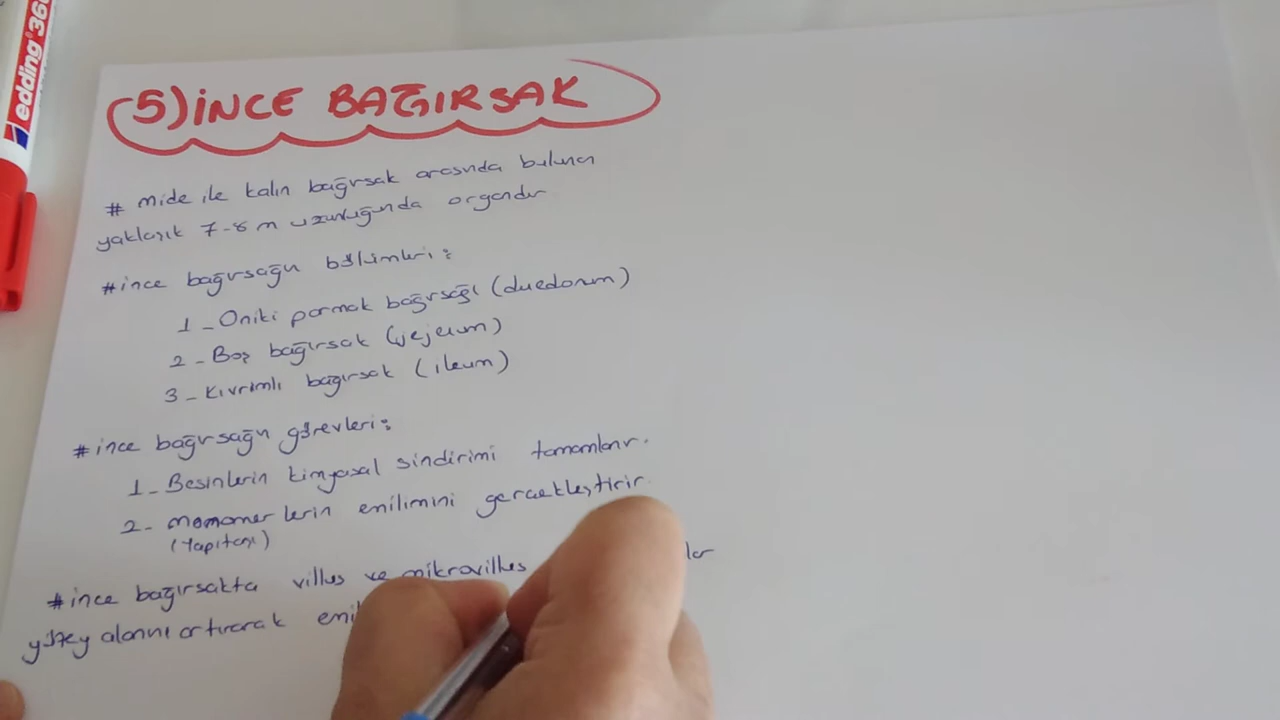 edding 360
5) İNCE BAĞIRSAK
# mide ile kalın bağırsak arasında bulunan
yaklaşık 7-8 m uzunluğunda organdır
#ince bağırsağın bölümleri:
1 - Oniki parmak bağırsağı (duedonum)
2 - Boş bağırsak (jejenum)
3 - Kıvrımlı bağırsak (ileum)
#ince bağırsağın görevleri:
1 - Besinlerin kimyasal sindirimi tamamlanır.
2 - monomerlerin emilimini gerçekleştirir
(Yapıtaşı)
#ince bağırsakta villus ve mikrovillus
yüzey alanını artırarak